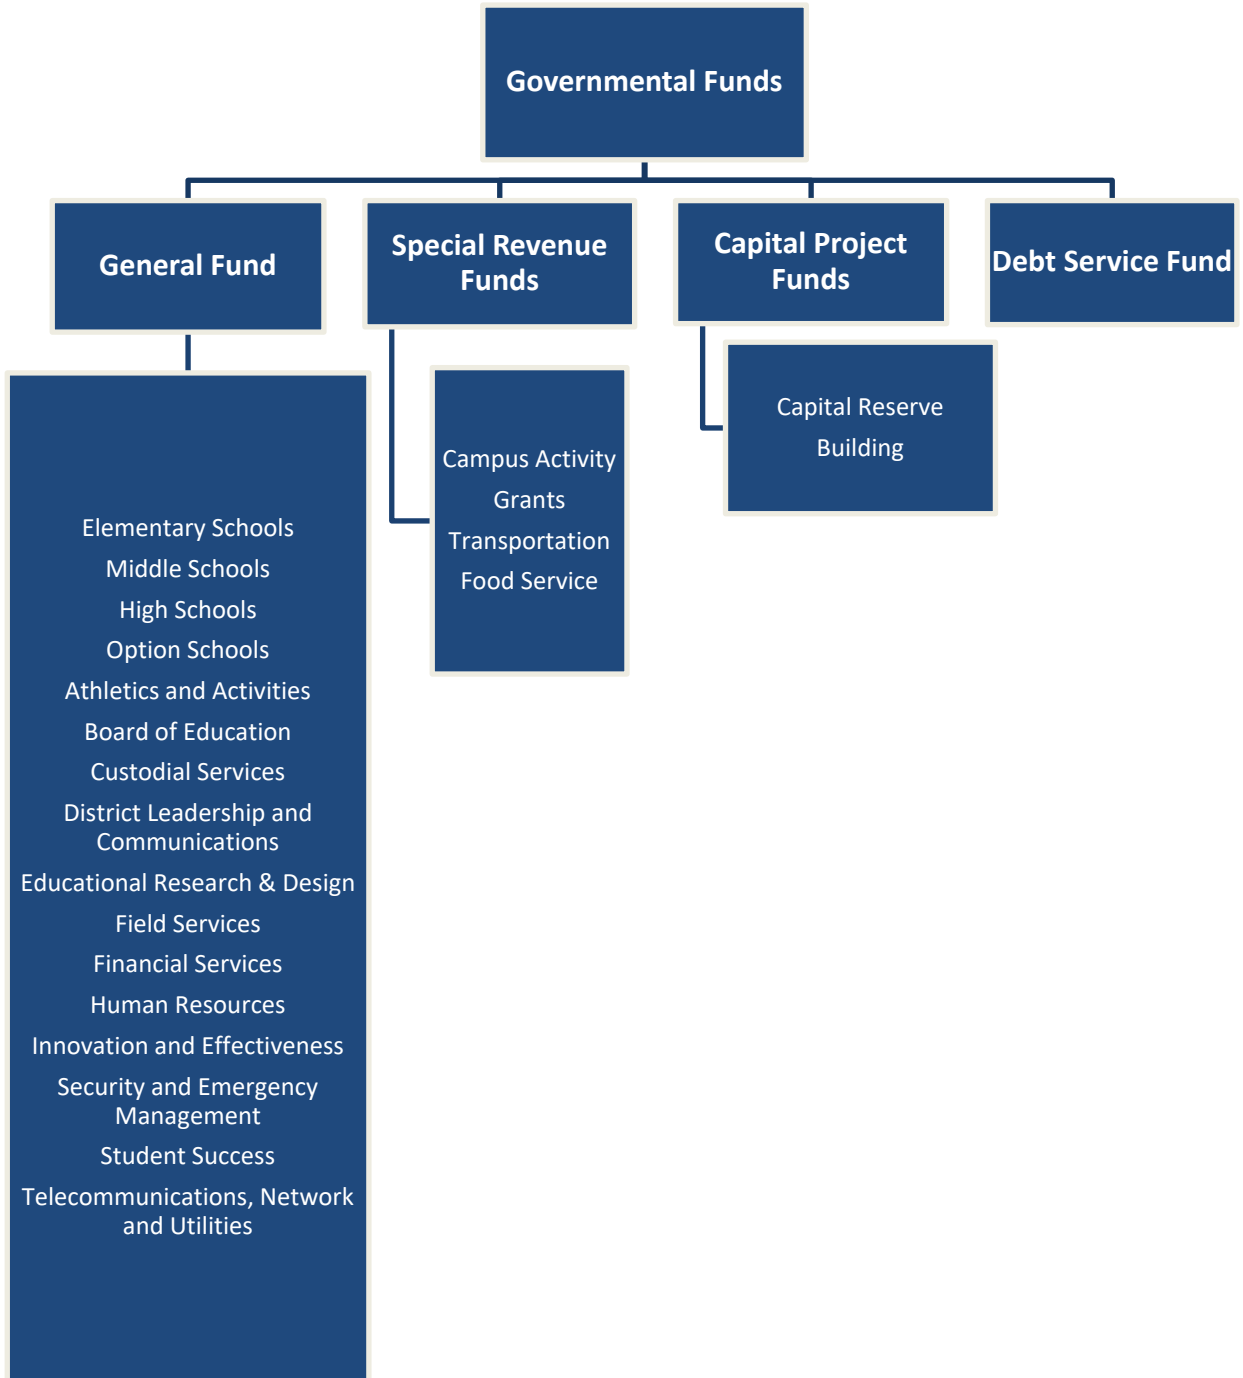 Governmental Funds
General Fund
Special Revenue
Funds
Capital Project
Funds
Debt Service Fund
Elementary Schools
Middle Schools
High Schools
Option Schools
Athletics and Activities
Board of Education
Custodial Services
District Leadership and
Communications
Educational Research & Design
Field Services
Financial Services
Human Resources
Innovation and Effectiveness
Security and Emergency
Management
Student Success
Telecommunications, Network
and Utilities
Campus Activity
Grants
Transportation
Food Service
Capital Reserve
Building